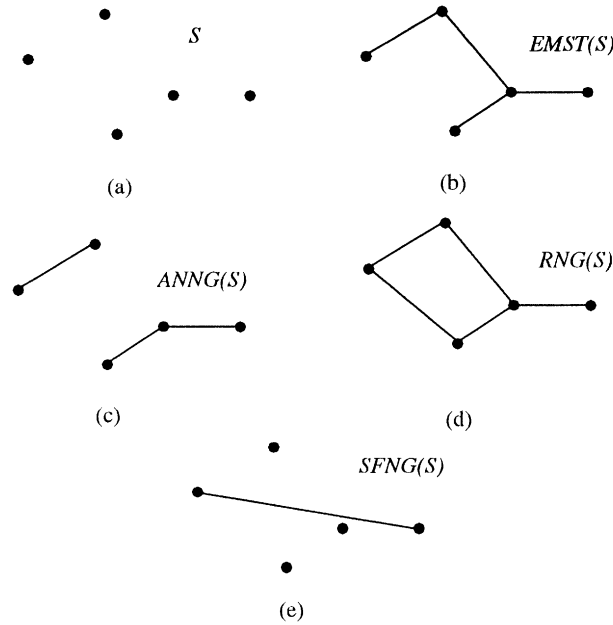 S
EMST(S)
(a)
(b)
ANNG(S)
RNG(S)
(c)
(d)
SFNG(S)
(e)